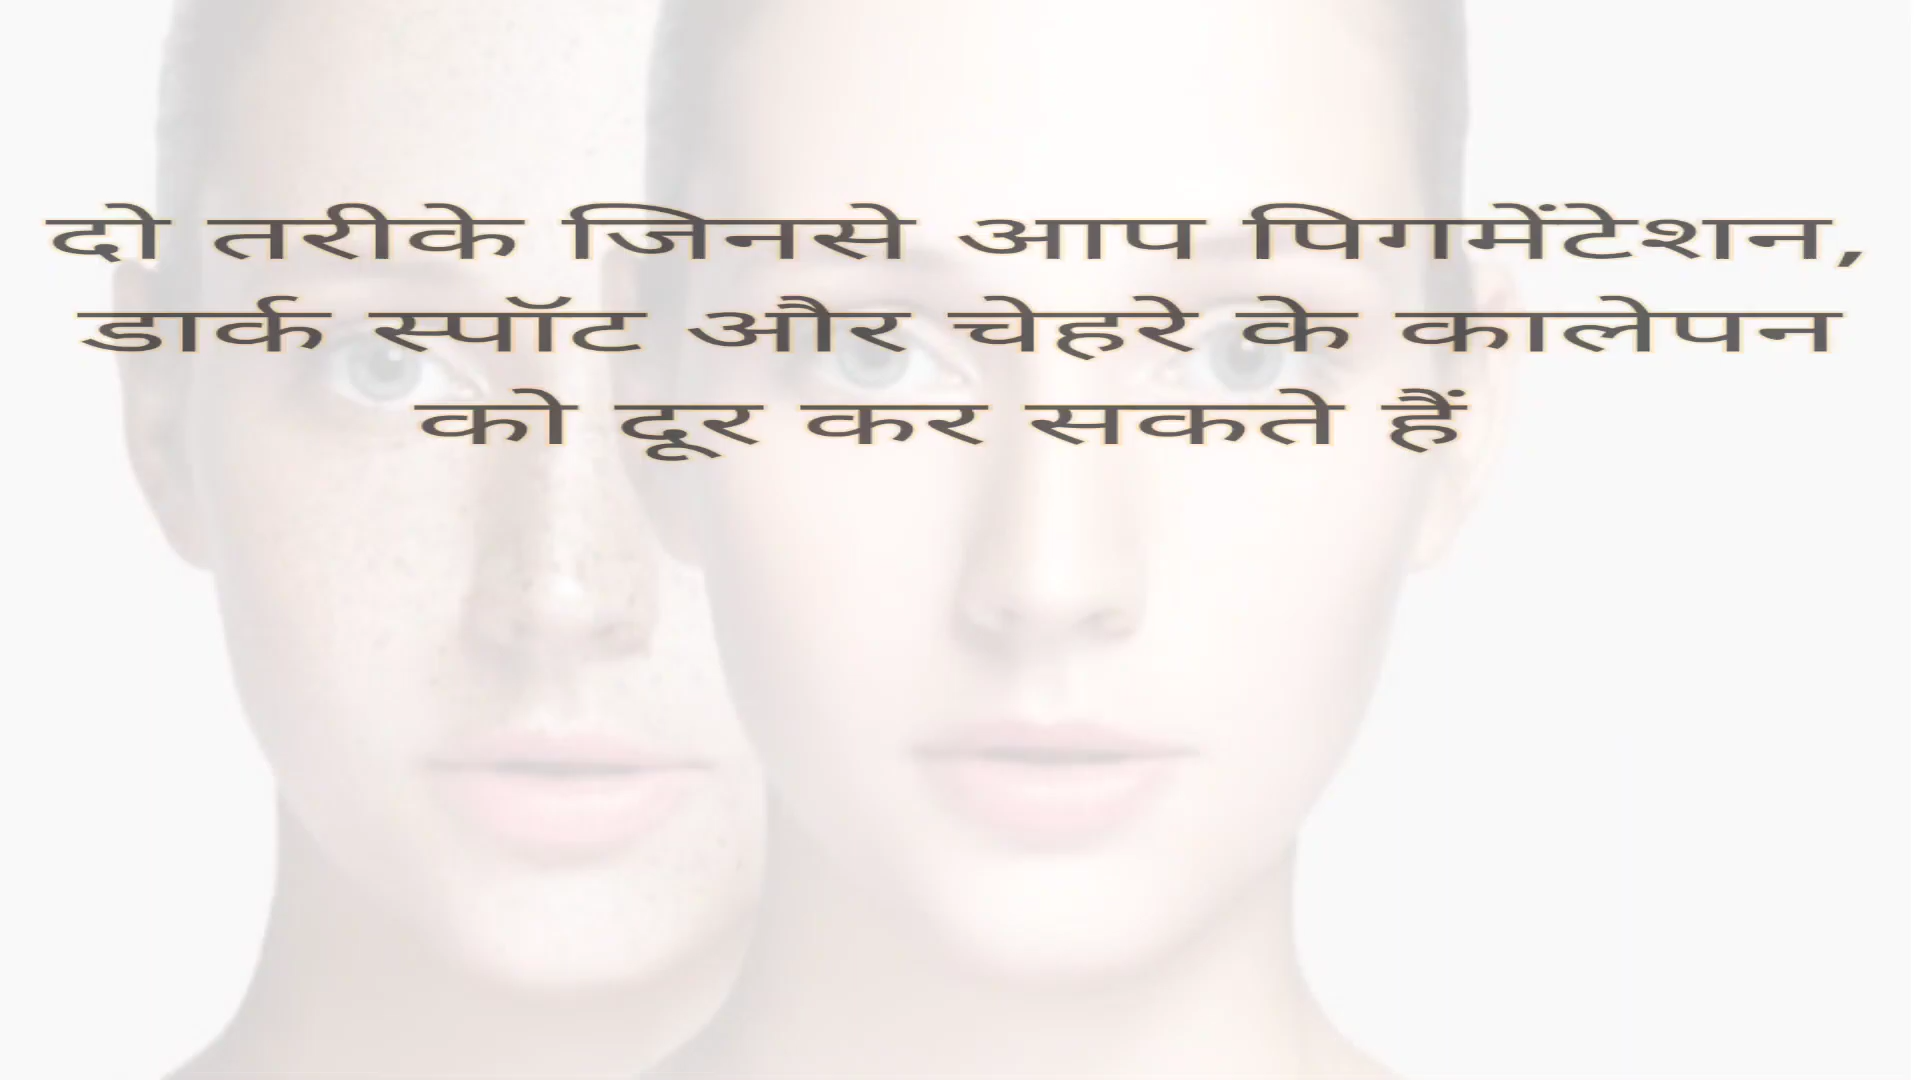 दो तरीके जिनसे आप पिगमेंटेशन,
डार्क स्पॉट और चेहरे के कालेपन
को दूर कर सकते हैं